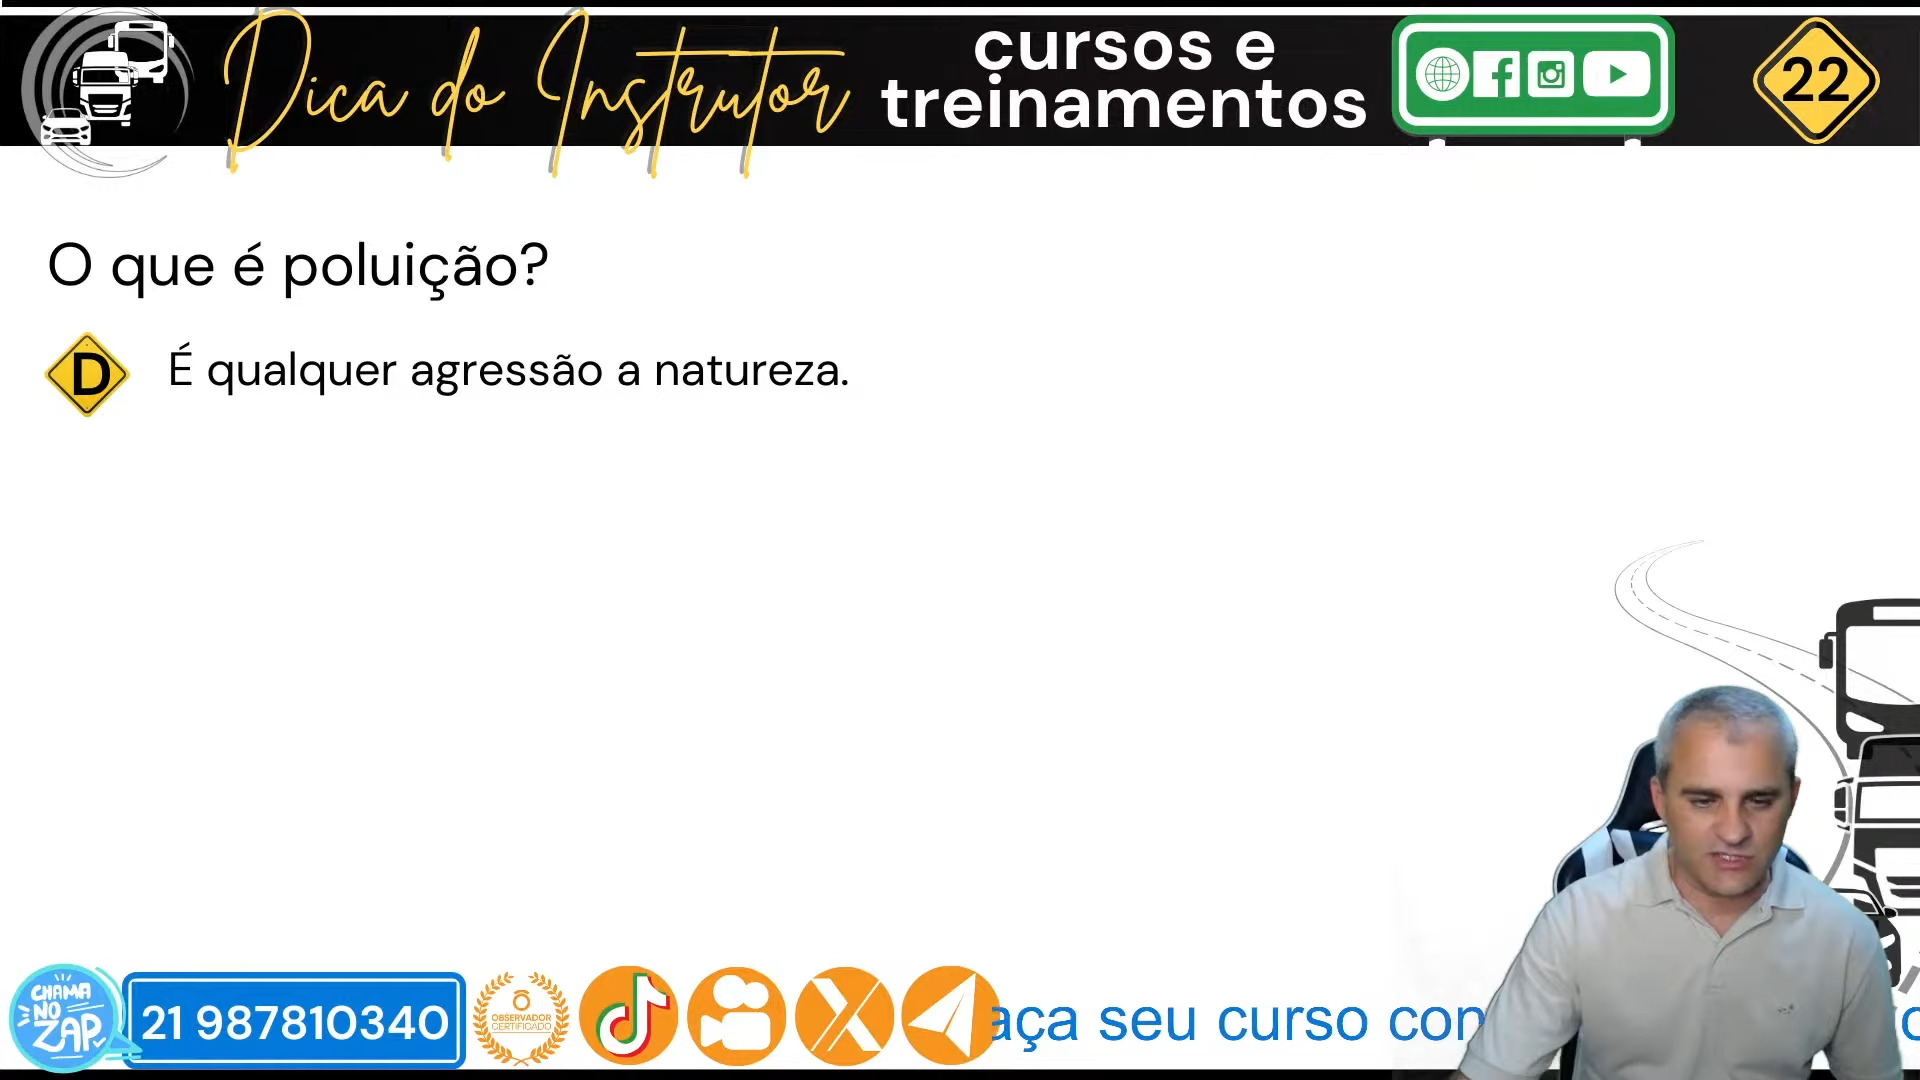 Dica do Instrutor
cursos e
treinamentos
22
O que é poluição?
D
É qualquer agressão a natureza.
CHAMA
NO
ZAP
21 987810340
OBSERVADOR
CERTIFICADO
aça seu curso con